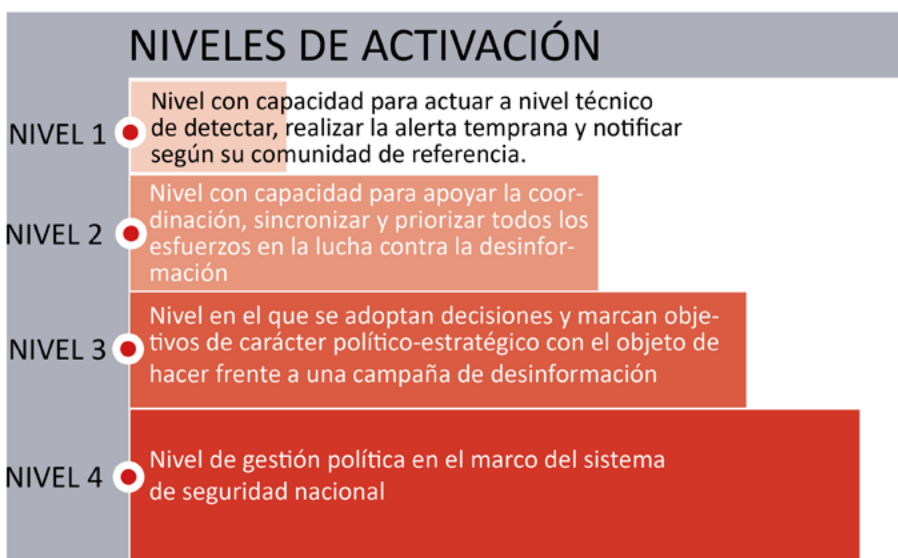 NIVELES DE ACTIVACIÓN
NIVEL 1
Nivel con capacidad para actuar a nivel técnico
de detectar, realizar la alerta temprana y notificar
según su comunidad de referencia.
NIVEL 2
Nivel con capacidad para apoyar la coor-
dinación, sincronizar y priorizar todos los
esfuerzos en la lucha contra la desinfor-
mación
NIVEL 3
Nivel en el que se adoptan decisiones y marcan obje-
tivos de carácter político-estratégico con el objeto de
hacer frente a una campaña de desinformación
NIVEL 4
Nivel de gestión política en el marco del sistema
de seguridad nacional